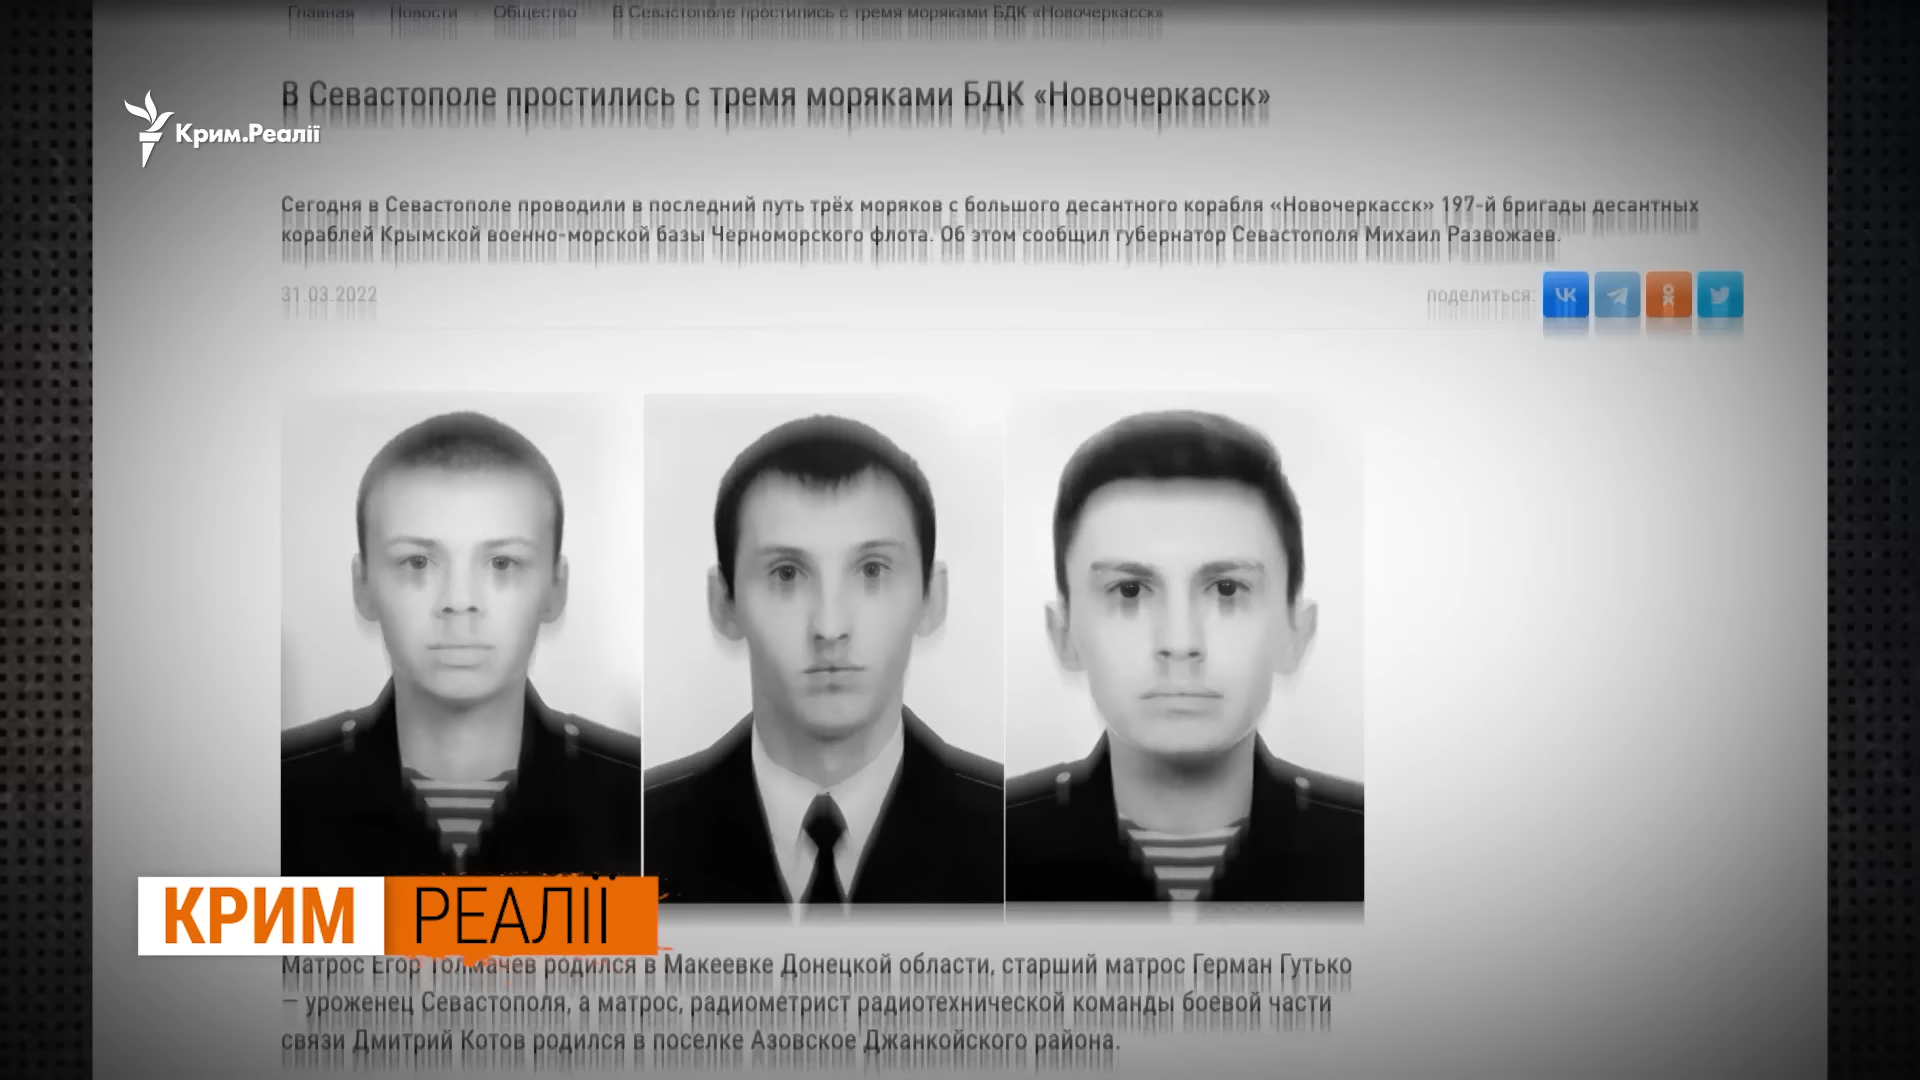 Главная Новости Общество В Севастополе простились с тремя моряками БДК «Новочеркасск»
В Севастополе простились с тремя моряками БДК «Новочеркасск»
Крим.Реалії
Сегодня в Севастополе проводили в последний путь трёх моряков с большого десантного корабля «Новочеркасск» 197-й бригады десантных
кораблей Крымской военно-морской базы Черноморского флота. Об этом сообщил губернатор Севастополя Михаил Развожаев.
31.03.2022
поделиться:
КРИМ РЕАЛІЇ
Матрос Егор Толмачев родился в Макеевке Донецкой области, старший матрос Герман Гутько
– уроженец Севастополя, а матрос, радиометрист радиотехнической команды боевой части
связи Дмитрий Котов родился в поселке Азовское Джанкойского района.